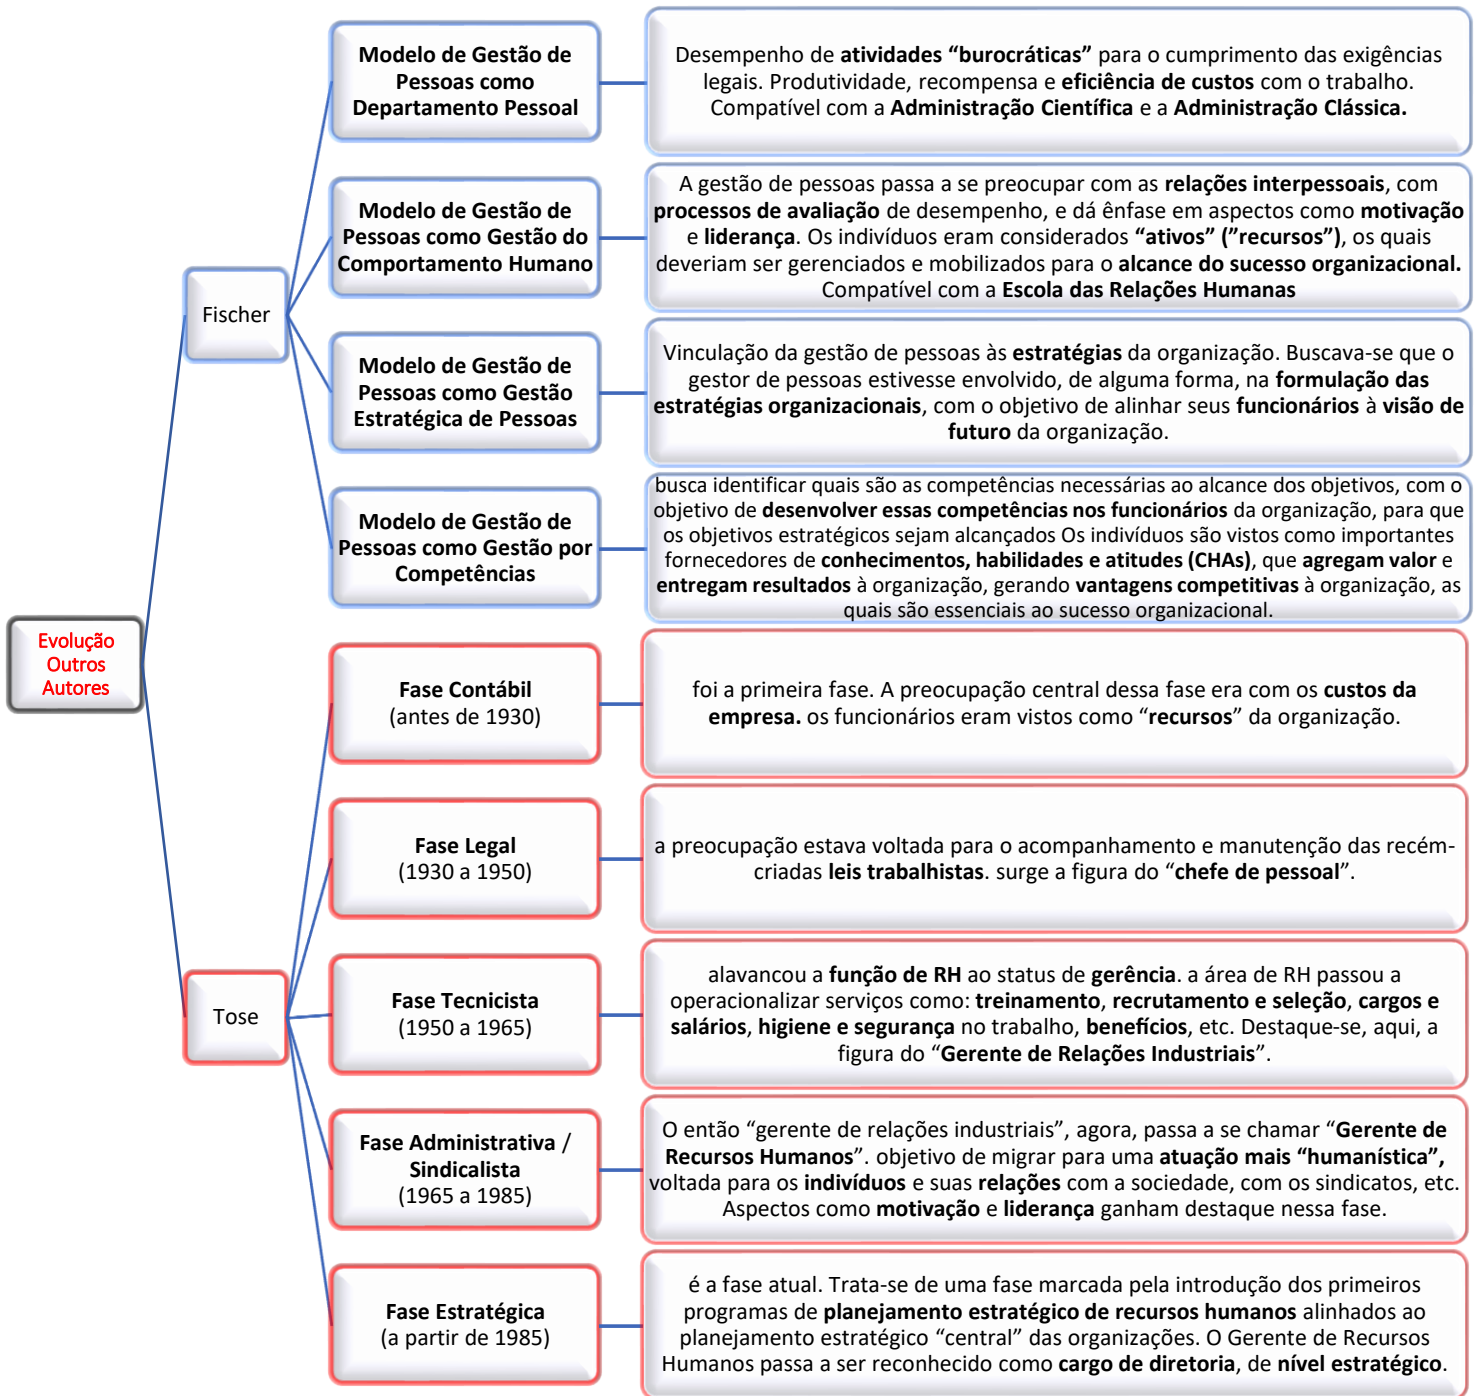 Evolução
Outros
Autores
Fischer
Modelo de Gestão de
Pessoas como
Departamento Pessoal
Desempenho de atividades “burocráticas” para o cumprimento das exigências
legais. Produtividade, recompensa e eficiência de custos com o trabalho.
Compatível com a Administração Científica e a Administração Clássica.
Modelo de Gestão de
Pessoas como Gestão do
Comportamento Humano
A gestão de pessoas passa a se preocupar com as relações interpessoais, com
processos de avaliação de desempenho, e dá ênfase em aspectos como motivação
e liderança. Os indivíduos eram considerados “ativos” (”recursos”), os quais
deveriam ser gerenciados e mobilizados para o alcance do sucesso organizacional.
Compatível com a Escola das Relações Humanas
Modelo de Gestão de
Pessoas como Gestão
Estratégica de Pessoas
Vinculação da gestão de pessoas às estratégias da organização. Buscava-se que o
gestor de pessoas estivesse envolvido, de alguma forma, na formulação das
estratégias organizacionais, com o objetivo de alinhar seus funcionários à visão de
futuro da organização.
Modelo de Gestão de
Pessoas como Gestão por
Competências
busca identificar quais são as competências necessárias ao alcance dos objetivos, com o
objetivo de desenvolver essas competências nos funcionários da organização, para que
os objetivos estratégicos sejam alcançados Os indivíduos são vistos como importantes
fornecedores de conhecimentos, habilidades e atitudes (CHAs), que agregam valor e
entregam resultados à organização, gerando vantagens competitivas à organização, as
quais são essenciais ao sucesso organizacional.
Tose
Fase Contábil
(antes de 1930)
foi a primeira fase. A preocupação central dessa fase era com os custos da
empresa. os funcionários eram vistos como “recursos” da organização.
Fase Legal
(1930 a 1950)
a preocupação estava voltada para o acompanhamento e manutenção das recém-
criadas leis trabalhistas. surge a figura do “chefe de pessoal”.
Fase Tecnicista
(1950 a 1965)
alavancou a função de RH ao status de gerência. a área de RH passou a
operacionalizar serviços como: treinamento, recrutamento e seleção, cargos e
salários, higiene e segurança no trabalho, benefícios, etc. Destaque-se, aqui, a
figura do “Gerente de Relações Industriais”.
Fase Administrativa /
Sindicalista
(1965 a 1985)
O então “gerente de relações industriais”, agora, passa a se chamar “Gerente de
Recursos Humanos”. objetivo de migrar para uma atuação mais “humanística”,
voltada para os indivíduos e suas relações com a sociedade, com os sindicatos, etc.
Aspectos como motivação e liderança ganham destaque nessa fase.
Fase Estratégica
(a partir de 1985)
é a fase atual. Trata-se de uma fase marcada pela introdução dos primeiros
programas de planejamento estratégico de recursos humanos alinhados ao
planejamento estratégico “central” das organizações. O Gerente de Recursos
Humanos passa a ser reconhecido como cargo de diretoria, de nível estratégico.